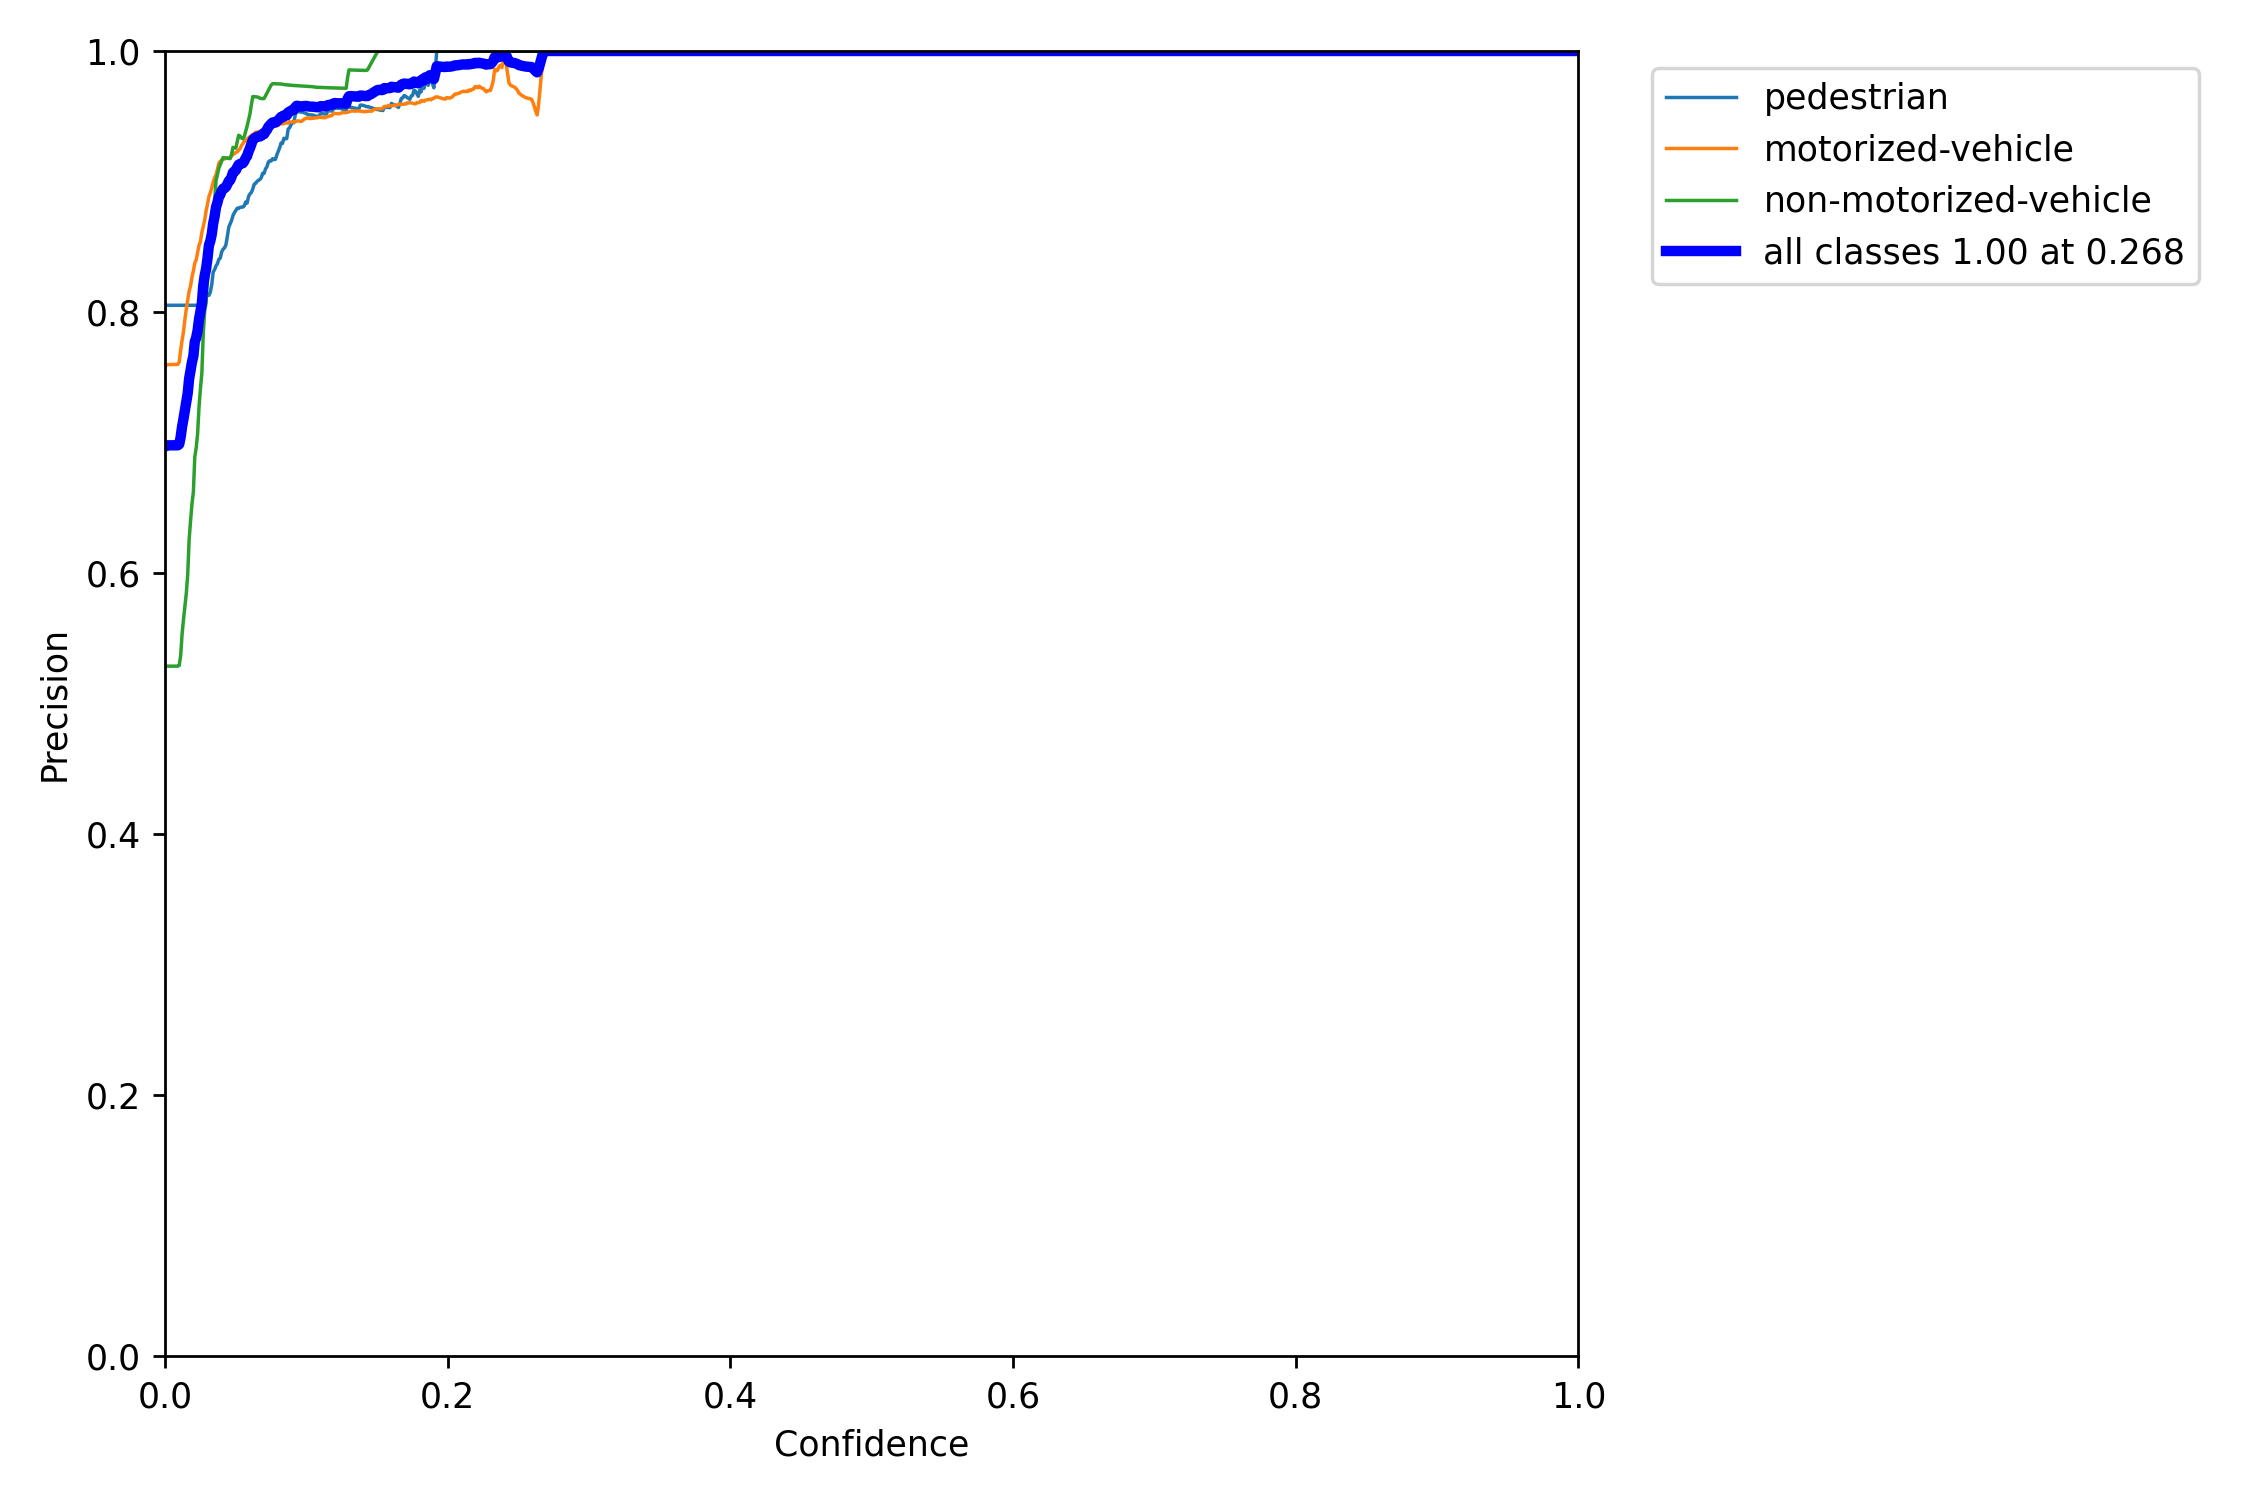 1.0
0.8
0.6
0.4
0.2
0.0
Precision
0.0 0.2 0.4 0.6 0.8 1.0
Confidence
pedestrian
motorized-vehicle
non-motorized-vehicle
all classes 1.00 at 0.268